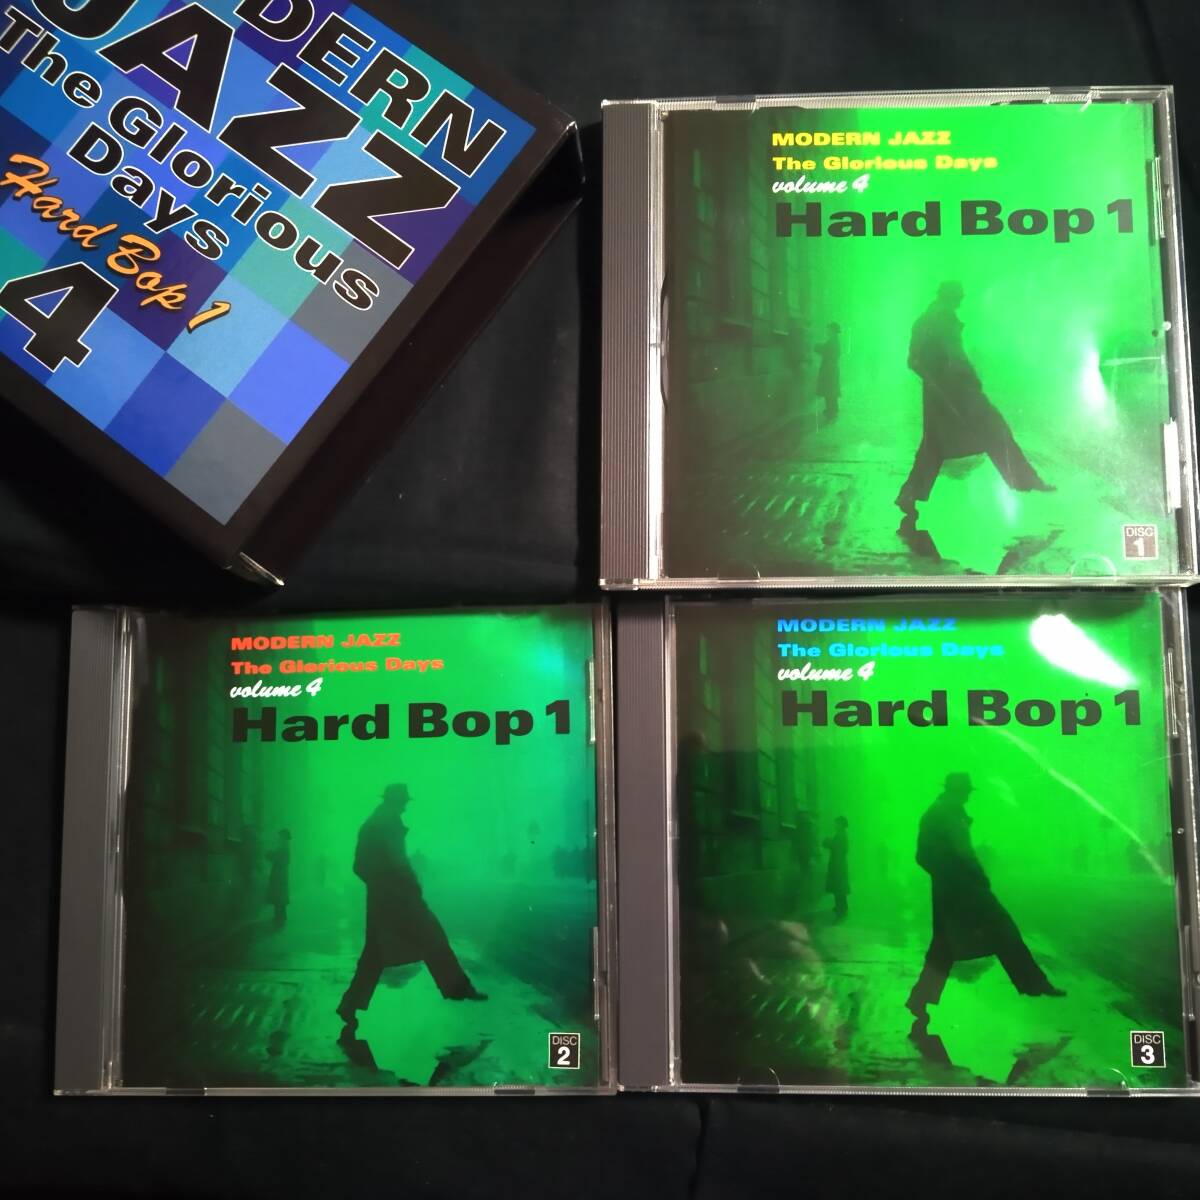 DERN
JAZZ
The Glorious
Days
Hard Bop 1
4
MODERN JAZZ
The Glorious Days
volume 4
Hard Bop 1
DISC
1
MODERN JAZZ
The Glorious Days
volume 4
Hard Bop 1
DISC
2
MODERN JAZZ
The Glorious Days
volume 4
Hard Bop 1
DISC
3